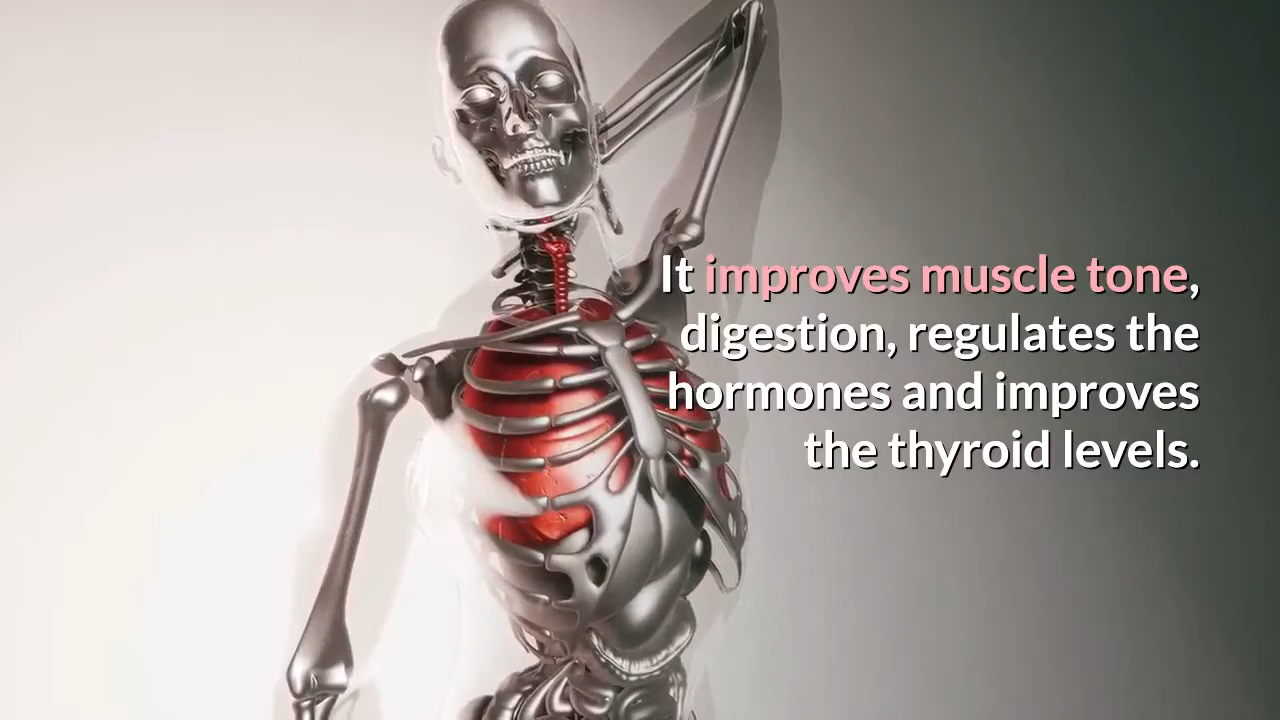 It improves muscle tone,
digestion, regulates the
hormones and improves
the thyroid levels.